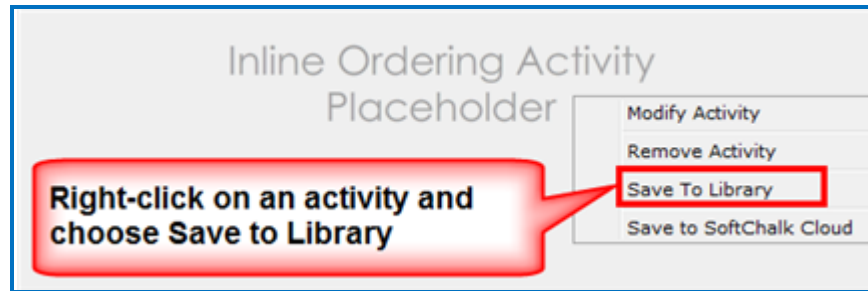 Inline Ordering Activity
Placeholder
Modify Activity
Remove Activity
Save To Library
Save to SoftChalk Cloud
Right-click on an activity and
choose Save to Library